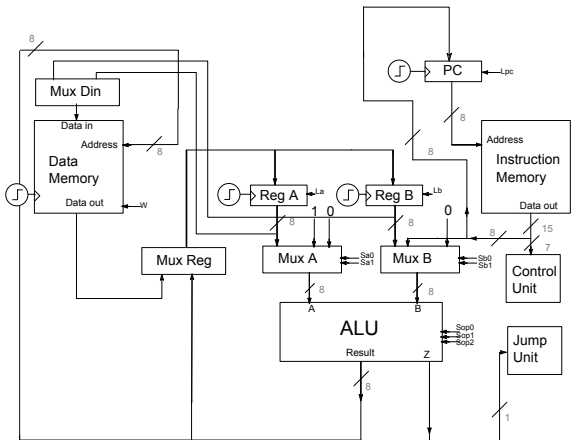 8
PC
Lpc
Mux Din
8
Data in
Address
8
8
Address
Data
Memory
Instruction
Memory
Data out
W
Reg A
La
Reg B
Lb
Data out
8
1 0
8
0
15
8
7
Mux Reg
Mux A
Sa0
Sa1
Mux B
Sb0
Sb1
Control
Unit
8
8
A
B
ALU
Sop0
Sop1
Sop2
Jump
Unit
Result
Z
8
1